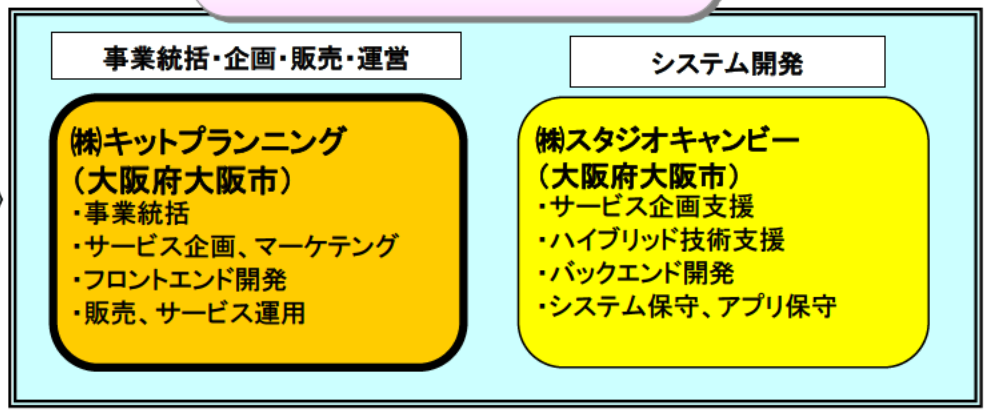 事業統括・企画・販売・運営
㈱キットプランニング
(大阪府大阪市)
・事業統括
・サービス企画、マーケテング
・フロントエンド開発
・販売、サービス運用
システム開発
㈱スタジオキャンビー
(大阪府大阪市)
・サービス企画支援
・ハイブリッド技術支援
・バックエンド開発
・システム保守、アプリ保守